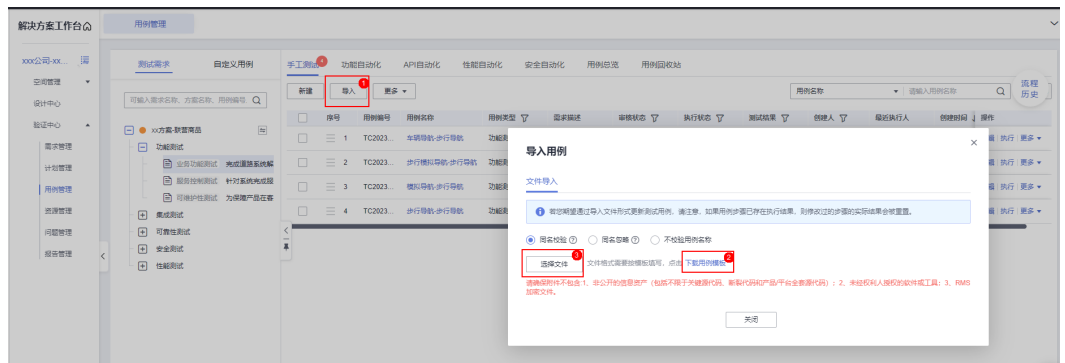 解决方案工作台
用例管理
xxx公司-xx...
空间管理
设计中心
验证中心
需求管理
计划管理
用例管理
资源管理
问题管理
报告管理
测试需求 自定义用例
可输入需求名称、方案名称、用例编号
xx方案-联营商品
功能测试
业务功能测试 完成道路系统解
服务控制测试 针对系统完成服
可维护性测试 为保障产品在客
集成测试
可靠性测试
安全测试
性能测试
手工测试 1 功能自动化 API自动化 性能自动化 安全自动化 用例总览 用例回收站
新建 导入 1 更多
用例名称 请输入用例名称
流程
历史
序号 用例编号 用例名称 用例类型 需求描述 审核状态 执行状态 测试结果 创建人 最近执行人 创建时间 操作
1 TC2023... 车辆导航-步行导航 功能测 执行 更多
2 TC2023... 步行模拟导航-步行导航 功能测 执行 更多
3 TC2023... 模拟导航-步行导航 功能测 执行 更多
4 TC2023... 步行导航-步行导航 功能测 执行 更多
导入用例
文件导入
若您期望通过导入文件形式更新测试用例，请注意，如果用例步骤已存在执行结果，则修改过的步骤的实际结果会被重置。
同名校验 同名忽略 不校验用例名称
选择文件 3 文件格式需要按模板填写，点击 下载用例模板 2
请确保附件不包含:1、非公开的信息资产（包括不限于关键源代码、新裂代码和产品/平台全套源代码）；2、未经权利人授权的软件或工具；3、RMS
加密文件。
关闭